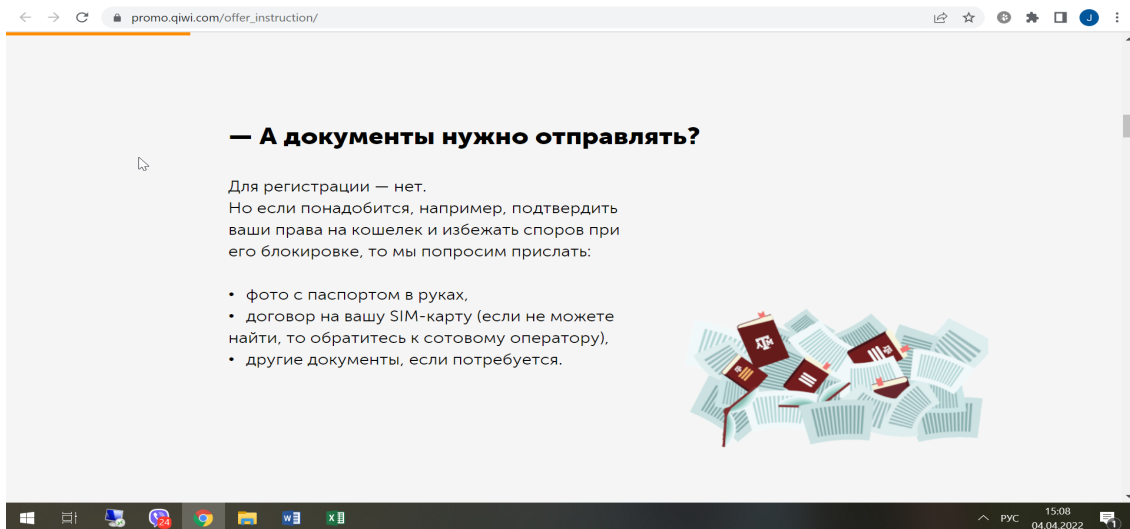 promo.qiwi.com/offer_instruction/
J
— А документы нужно отправлять?
Для регистрации — нет.
Но если понадобится, например, подтвердить
ваши права на кошелек и избежать споров при
его блокировке, то мы попросим прислать:
• фото с паспортом в руках,
• договор на вашу SIM-карту (если не можете
найти, то обратитесь к сотовому оператору),
• другие документы, если потребуется.
24
РУС
15:08
04.04.2022
1